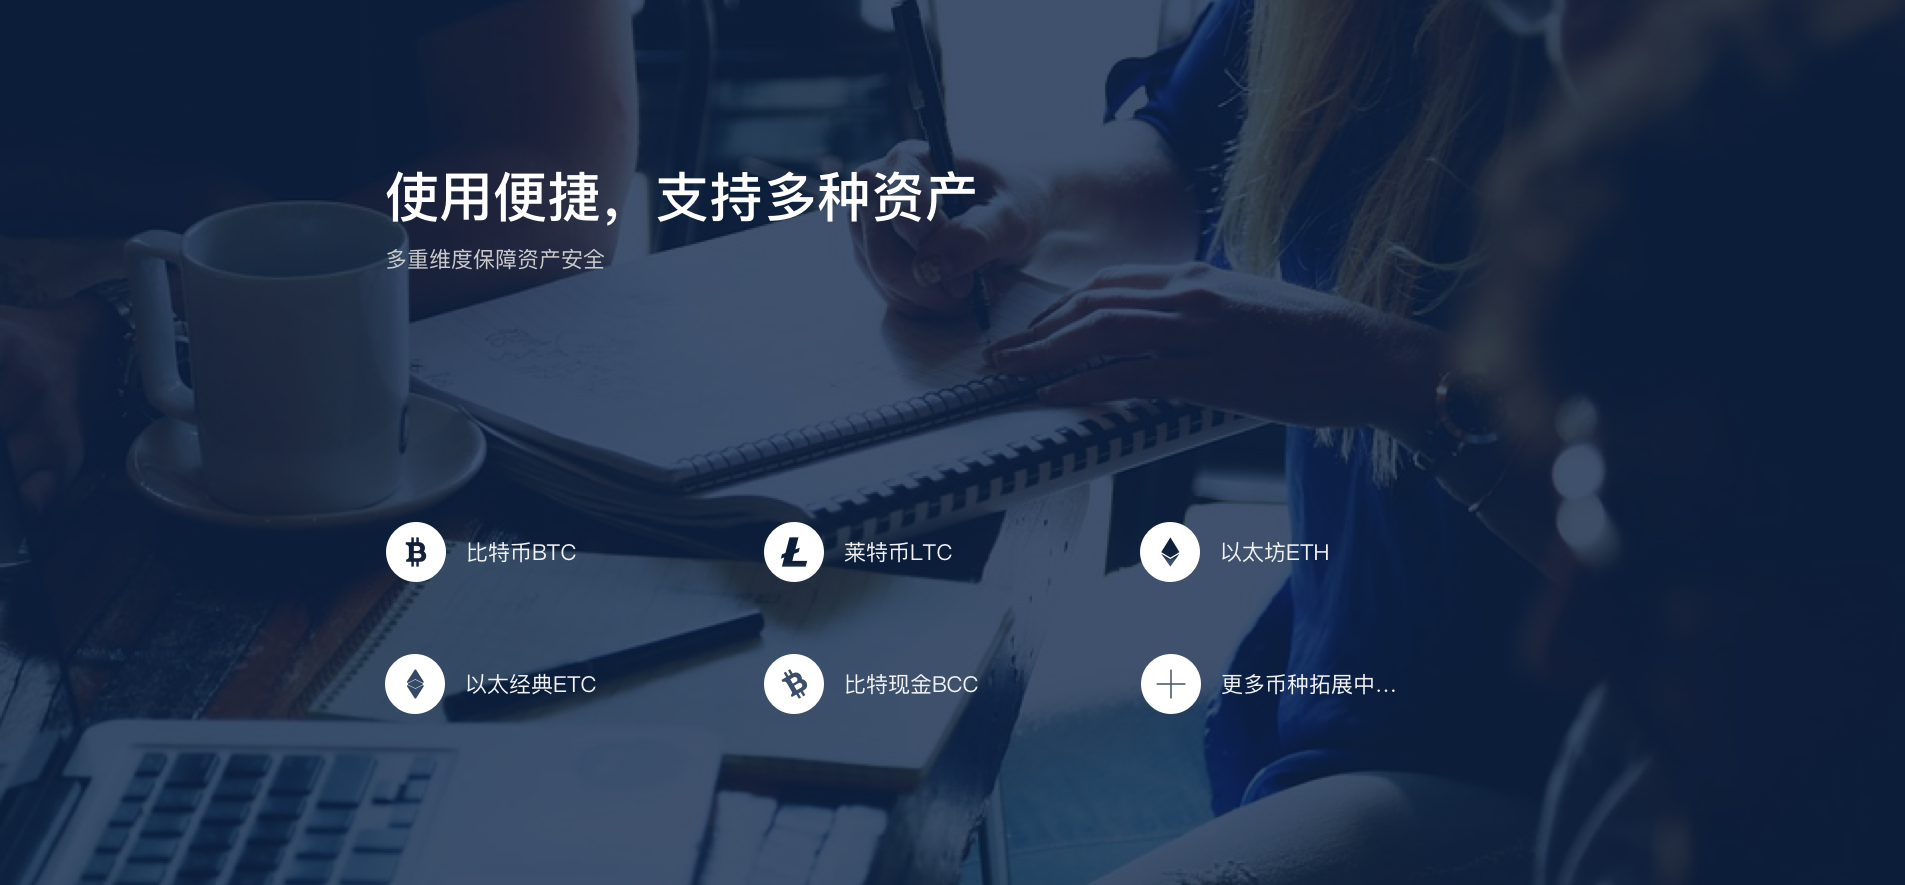 使用便捷，支持多种资产
多重维度保障资产安全
比特币BTC
莱特币LTC
以太坊ETH
以太经典ETC
比特现金BCC
更多币种拓展中...